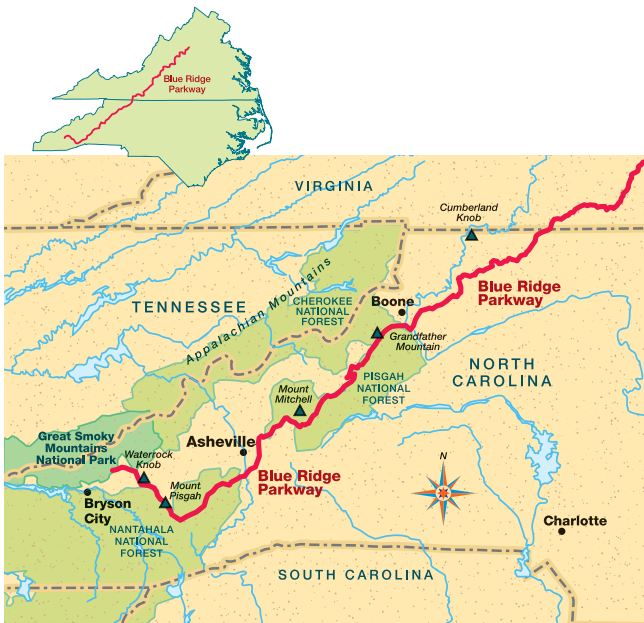 Blue Ridge
Parkway
VIRGINIA
Cumberland
Knob
Appalachian Mountains
TENNESSEE
CHEROKEE
NATIONAL
FOREST
Boone
Blue Ridge
Parkway
Grandfather
Mountain
NORTH
CAROLINA
Mount
Mitchell
PISGAH
NATIONAL
FOREST
Great Smoky
Mountains
National Park
Asheville
Waterrock
Knob
Mount
Pisgah
Blue Ridge
Parkway
N
Bryson
City
NANTAHALA
NATIONAL
FOREST
Charlotte
SOUTH CAROLINA